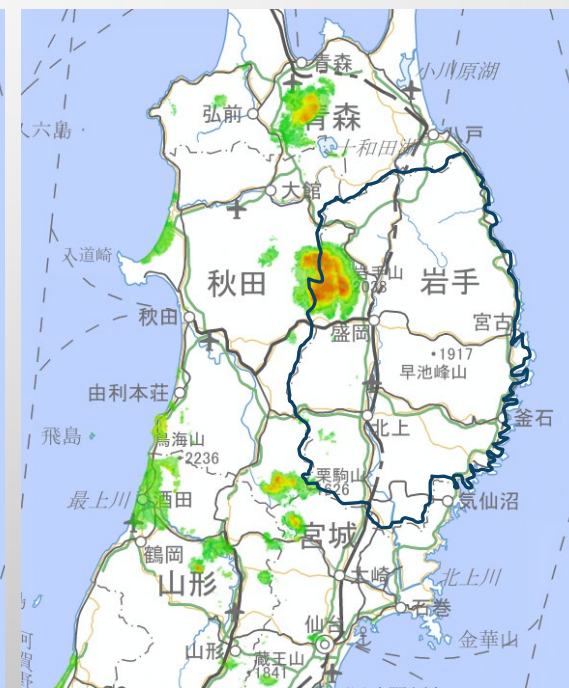 青森
小川原湖
弘前
青森
八戸
十和田湖
大館
入道崎
秋田
岩手山
2038
岩手
秋田
盛岡
宮古
・1917
早池峰山
由利本荘
釜石
飛島
鳥海山
・2236
北上
栗駒山
1626
最上川
酒田
気仙沼
宮城
鶴岡
山形
大崎
北上川
石巻
仙台
金華山
山形
蔵王山
・1841